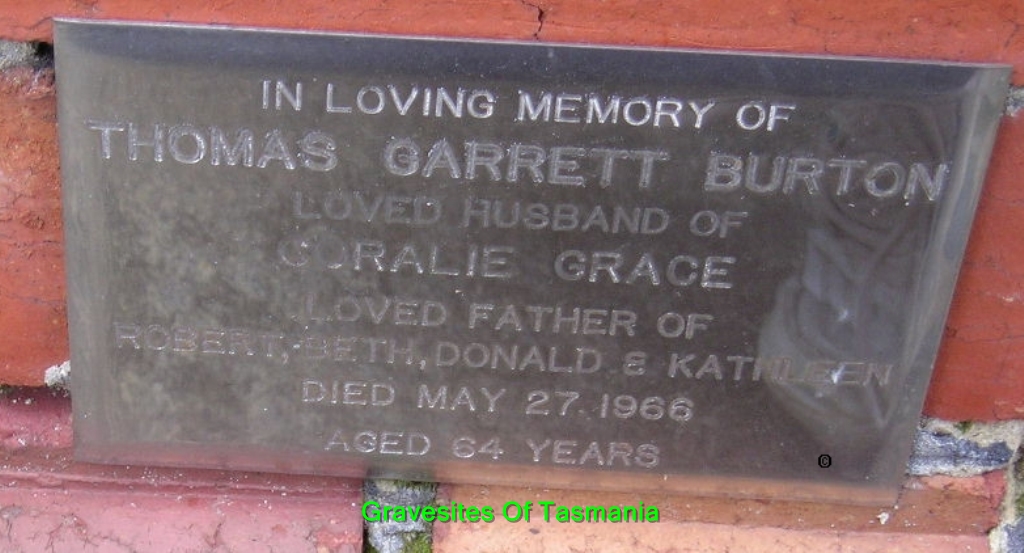 IN LOVING MEMORY OF
THOMAS GARRETT BURTON
LOVED HUSBAND OF
CORALIE GRACE
LOVED FATHER OF
ROBERT, BETH, DONALD & KATHLEEN
DIED MAY 27 1966
AGED 64 YEARS
©
Gravesites Of Tasmania